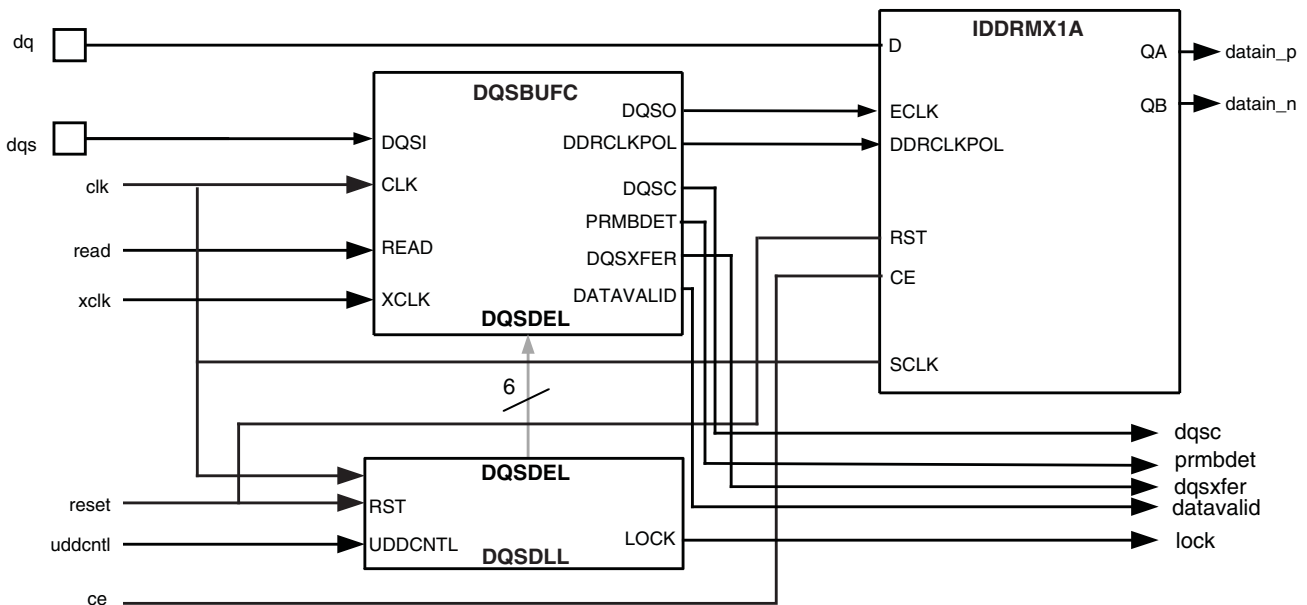 IDDRMX1A
dq
D
QA
datain_p
DQSBUFC
QB
datain_n
DQSO
ECLK
dqs
DQSI
DDRCLKPOL
DDRCLKPOL
clk
CLK
DQSC
PRMBDET
RST
read
READ
DQSXFER
CE
xclk
XCLK
DATAVALID
DQSDEL
SCLK
6
dqsc
DQSDEL
prmbdet
dqsxfer
reset
RST
datavalid
uddcntl
UDDCNTL
LOCK
lock
DQSDLL
ce